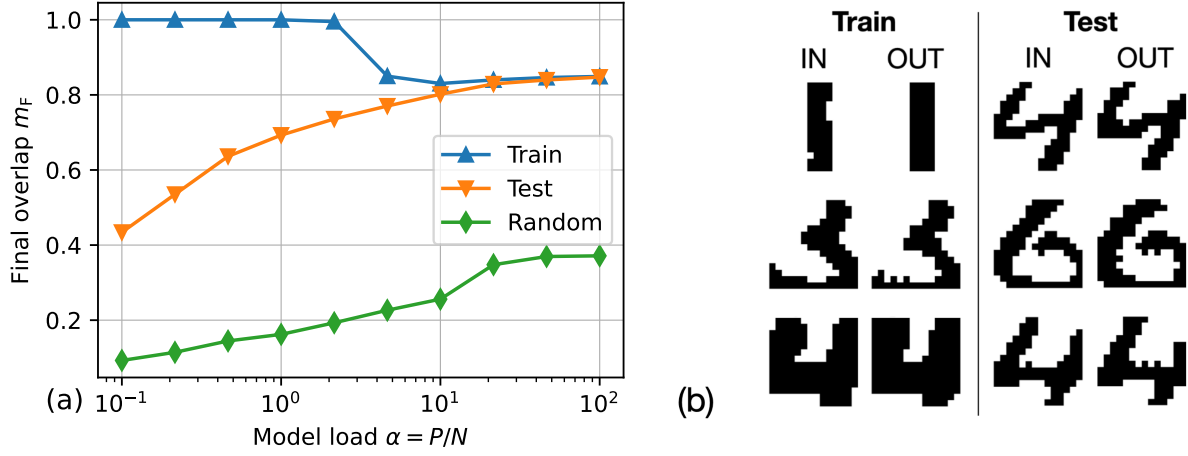 1.0
0.8
0.6
0.4
0.2
Final overlap m_F
Train
Test
Random
10^-1
10^0
10^1
10^2
Model load α = P/N
(a)
Train Test
IN OUT IN OUT
(b)